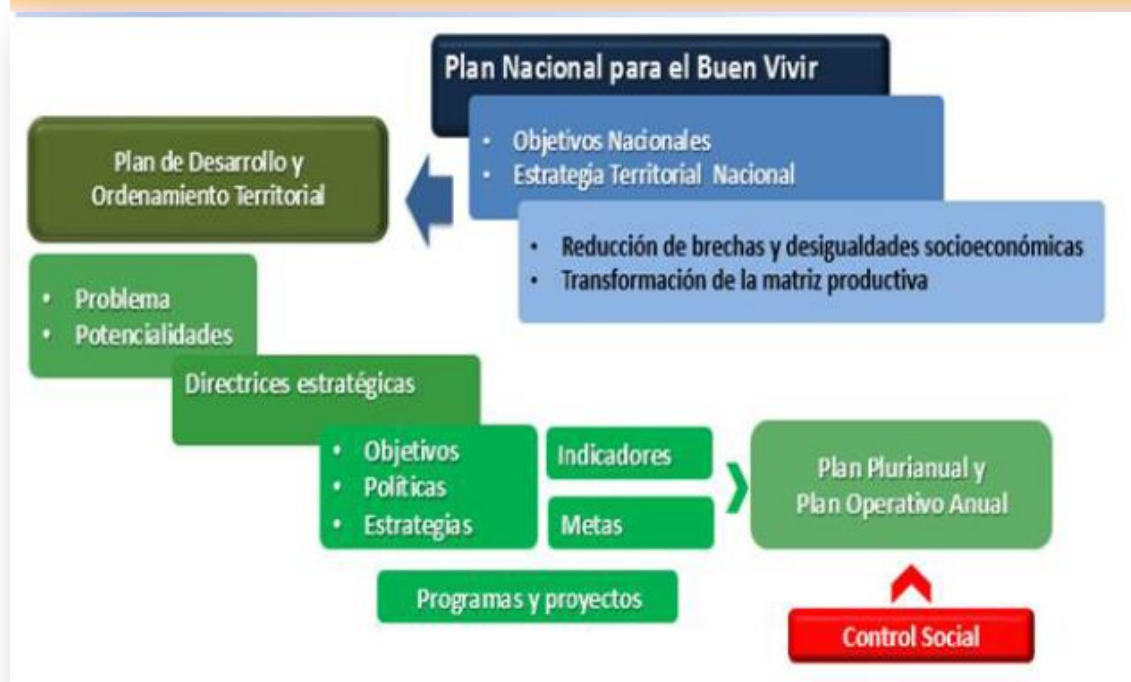 Plan Nacional para el Buen Vivir
• Objetivos Nacionales
• Estrategia Territorial Nacional
• Reducción de brechas y desigualdades socioeconómicas
• Transformación de la matriz productiva
Plan de Desarrollo y
Ordenamiento Territorial
• Problema
• Potencialidades
Directrices estratégicas
• Objetivos
• Políticas
• Estrategias
Indicadores
Metas
Programas y proyectos
Plan Plurianual y
Plan Operativo Anual
Control Social